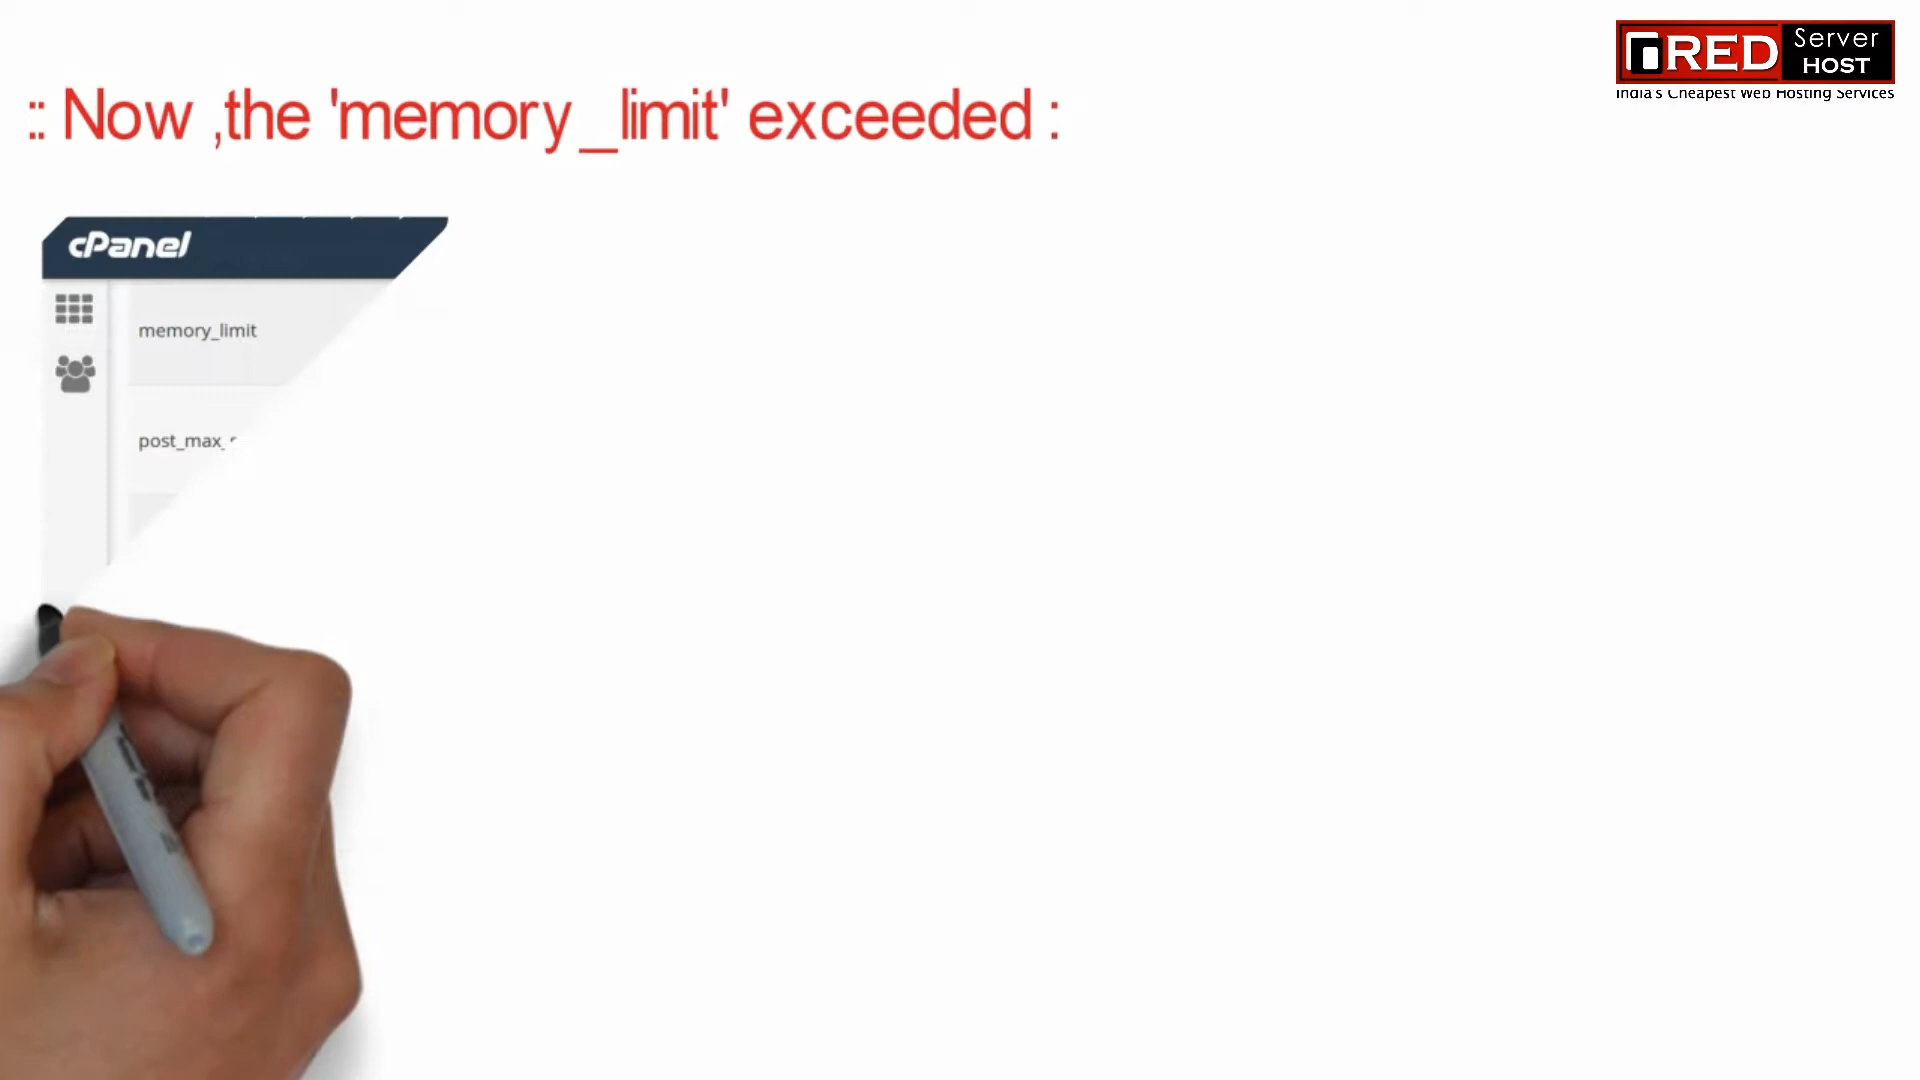 :: Now ,the 'memory_limit' exceeded :
RED Server HOST
India's Cheapest Web Hosting Services
cPanel
memory_limit
post_max_